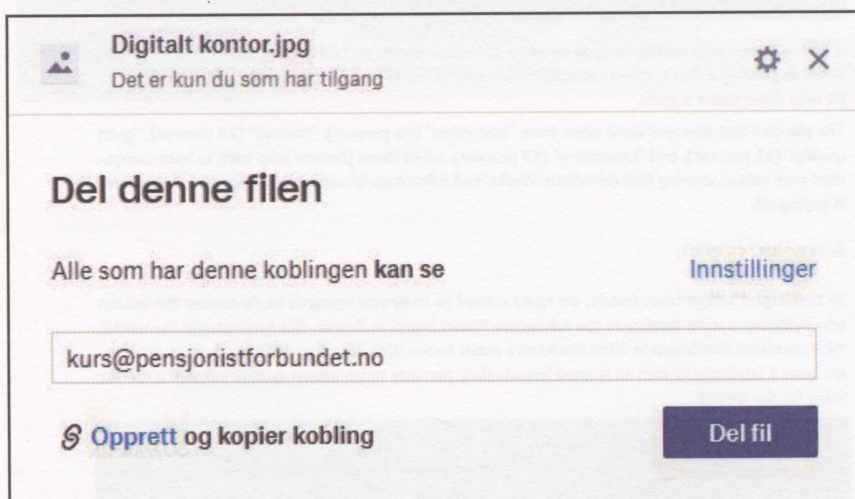 Digitalt kontor.jpg
Det er kun du som har tilgang
Del denne filen
Alle som har denne koblingen kan se
Innstillinger
kurs@pensjonistforbundet.no
Opprett og kopier kobling
Del fil